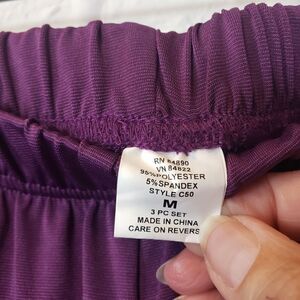 RN 84890
VN 84822
95%POLYESTER
5%SPANDEX
STYLE C50
M
3 PC SET
MADE IN CHINA
CARE ON REVERS